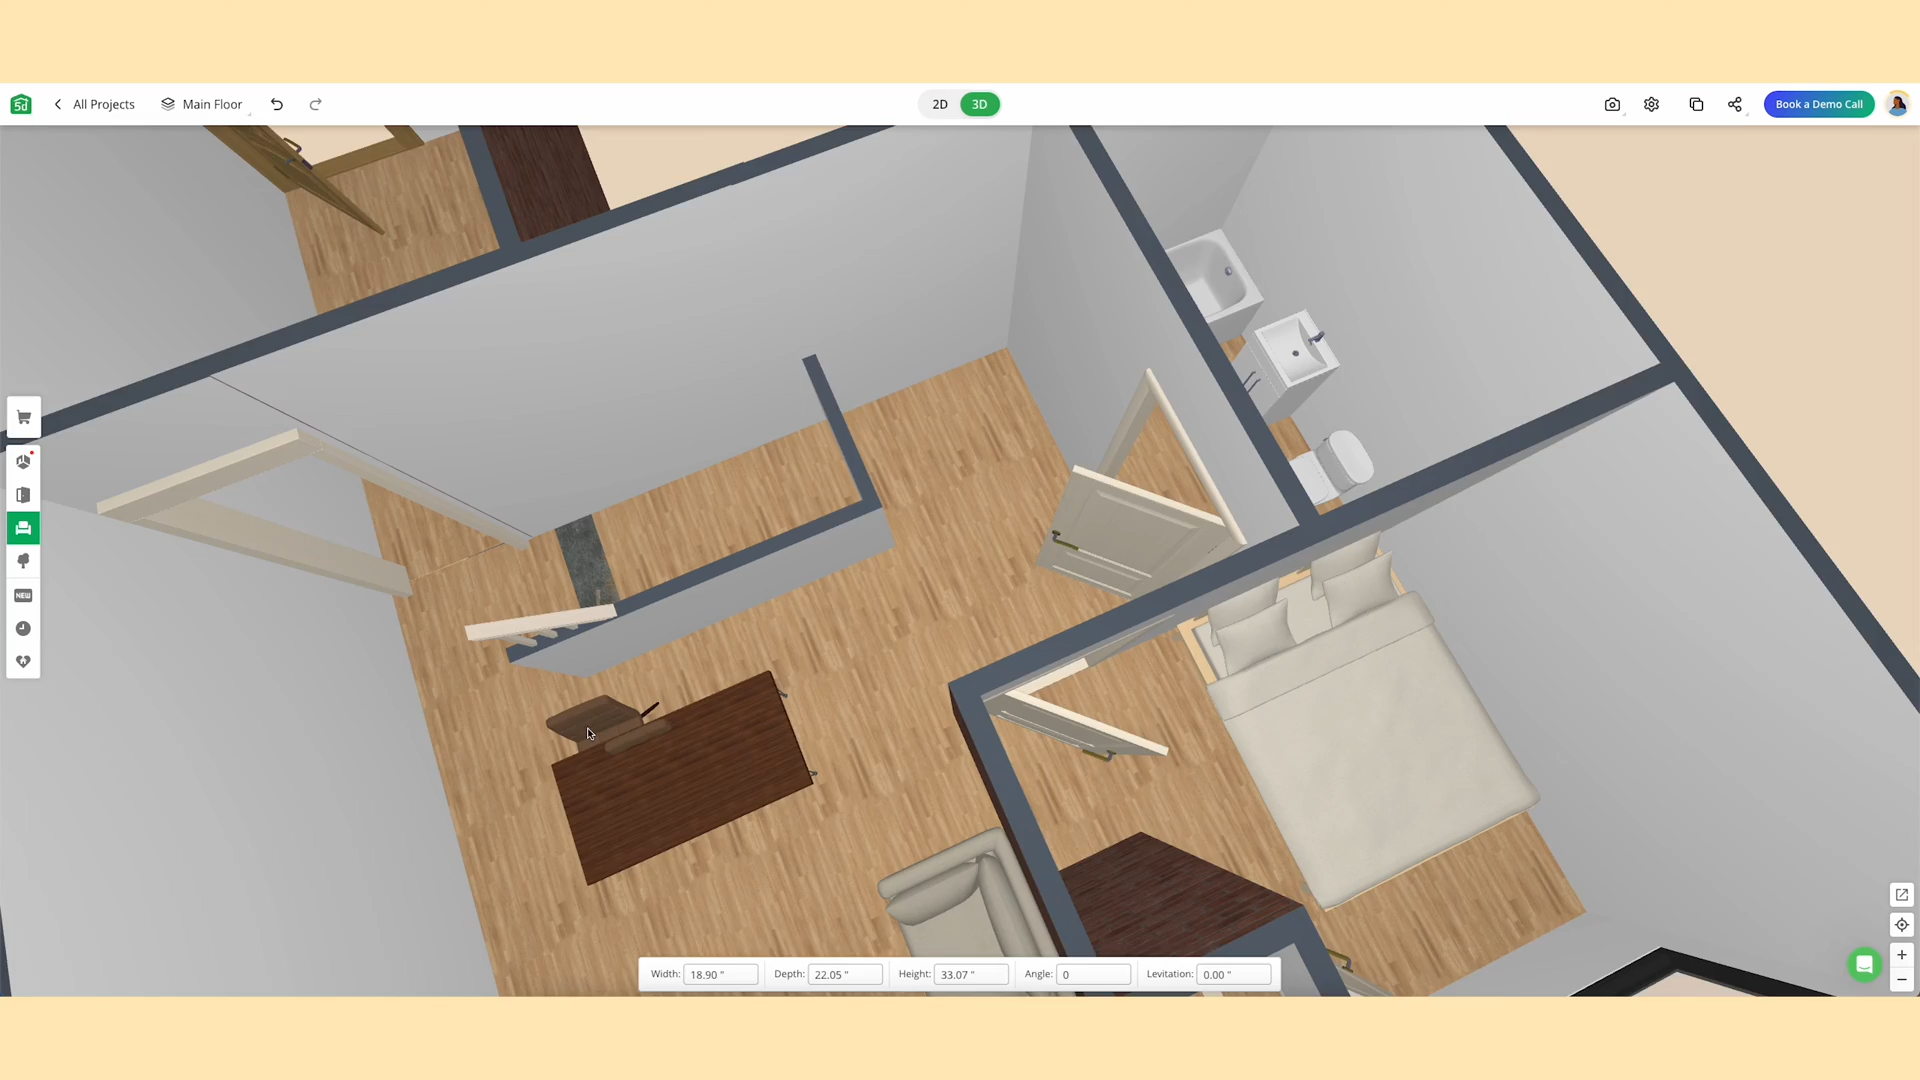 5d All Projects Main Floor 2D 3D Book a Demo Call
NEW
Width: 18.90 " Depth: 22.05 " Height: 33.07 " Angle: 0 Levitation: 0.00 "